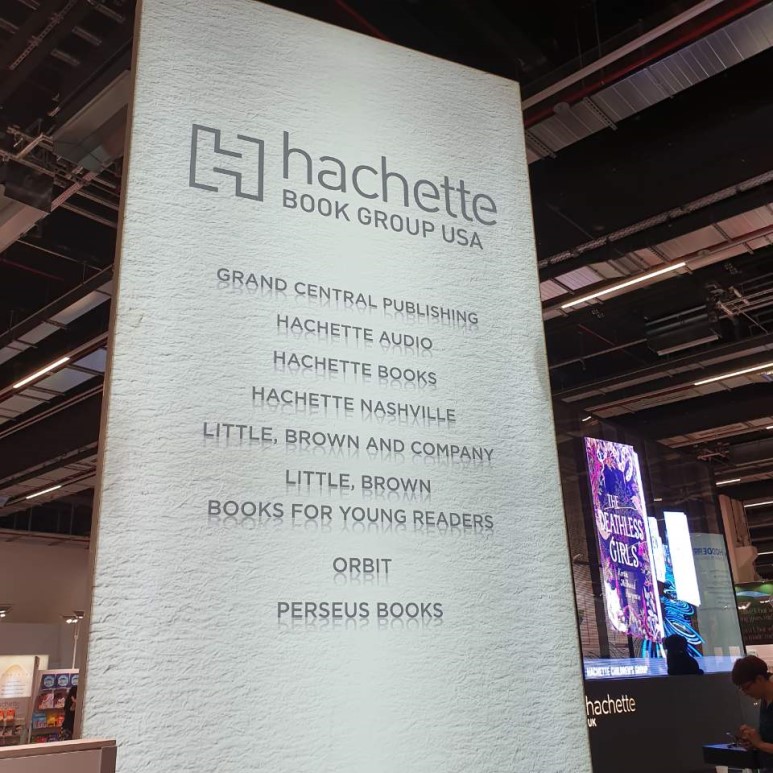 hachette
BOOK GROUP USA
GRAND CENTRAL PUBLISHING
HACHETTE AUDIO
HACHETTE BOOKS
HACHETTE NASHVILLE
LITTLE, BROWN AND COMPANY
LITTLE, BROWN
BOOKS FOR YOUNG READERS
ORBIT
PERSEUS BOOKS
THE
DEATHLESS
GIRLS
HACHETTE CHILDREN'S GROUP
hachette
UK